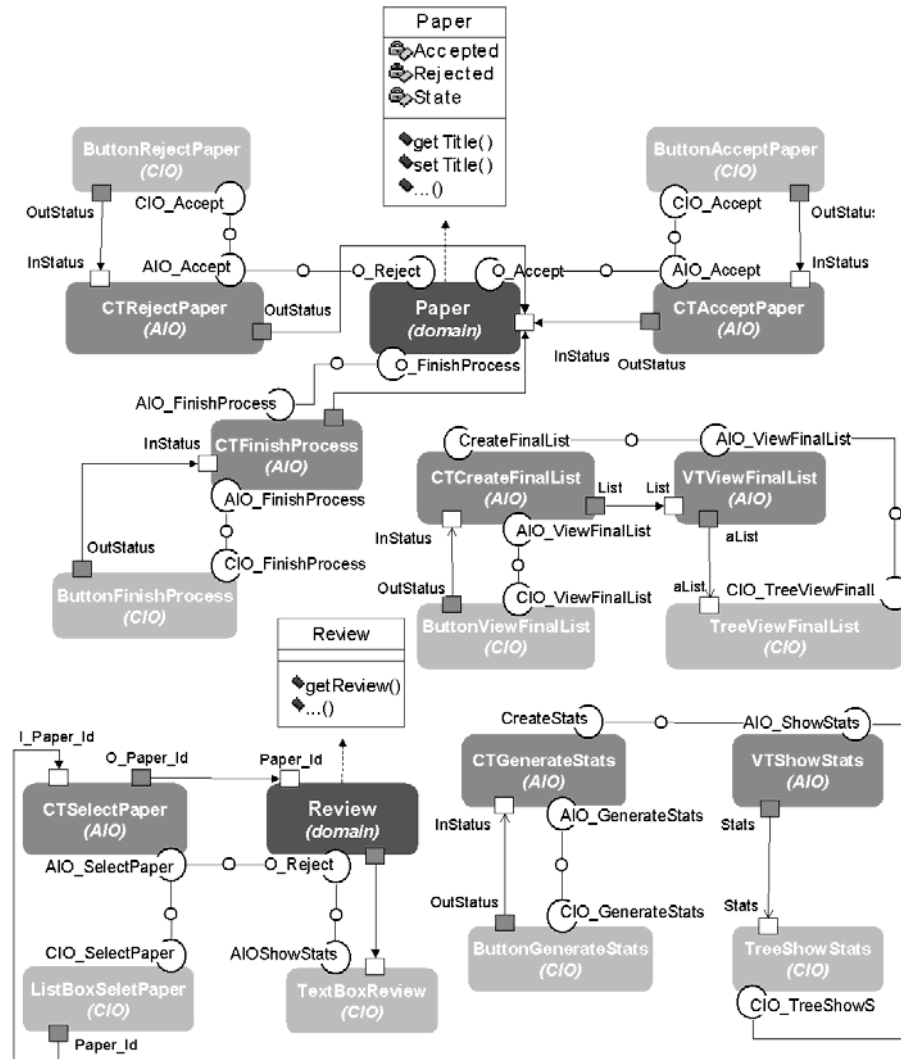 Paper
Accepted
Rejected
State
getTitle()
setTitle()
...()
ButtonRejectPaper
(CIO)
ButtonAcceptPaper
(CIO)
OutStatus
CIO_Accept
CIO_Accept
OutStatus
InStatus
AIO_Accept
O_Reject
O_Accept
AIO_Accept
InStatus
CTRejectPaper
(AIO)
OutStatus
Paper
(domain)
CTAcceptPaper
(AIO)
InStatus
OutStatus
O_FinishProcess
AIO_FinishProcess
InStatus
CTFinishProcess
(AIO)
CreateFinalList
AIO_ViewFinalList
CTCreateFinalList
(AIO)
List
List
VTViewFinalList
(AIO)
AIO_FinishProcess
InStatus
AIO_ViewFinalList
aList
OutStatus
CIO_FinishProcess
OutStatus
CIO_ViewFinalList
aList
CIO_TreeViewFinall
ButtonFinishProcess
(CIO)
ButtonViewFinalList
(CIO)
TreeViewFinalList
(CIO)
Review
getReview()
...()
I_Paper_Id
O_Paper_Id
Paper_Id
CreateStats
AIO_ShowStats
CTSelectPaper
(AIO)
Review
(domain)
CTGenerateStats
(AIO)
VTShowStats
(AIO)
InStatus
AIO_GenerateStats
Stats
AIO_SelectPaper
O_Reject
CIO_SelectPaper
AIOShowStats
OutStatus
CIO_GenerateStats
Stats
ListBoxSeletPaper
(CIO)
TextBoxReview
(CIO)
ButtonGenerateStats
(CIO)
TreeShowStats
(CIO)
CIO_TreeShowS
Paper_Id